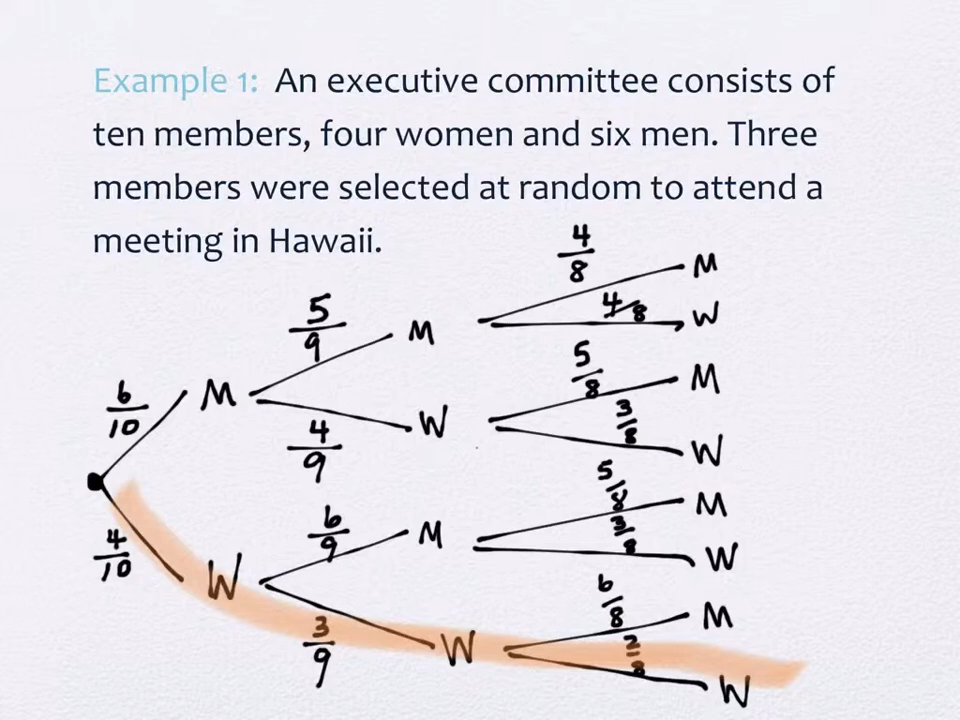 Example 1: An executive committee consists of
ten members, four women and six men. Three
members were selected at random to attend a
meeting in Hawaii.
4/8 M
5/9 M 4/8 W
6/10 M 5/8 M
4/9 W 3/8 W
5/8 M
4/10 W 6/9 M 3/8 W
6/8 M
3/9 W 2/8 W